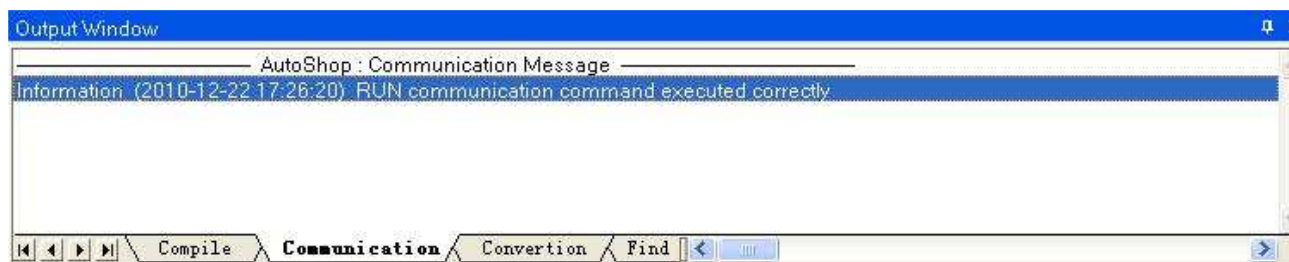 Output Window
AutoShop : Communication Message
Information (2010-12-22 17:26:20) RUN communication command executed correctly
Compile Communication Convertion Find